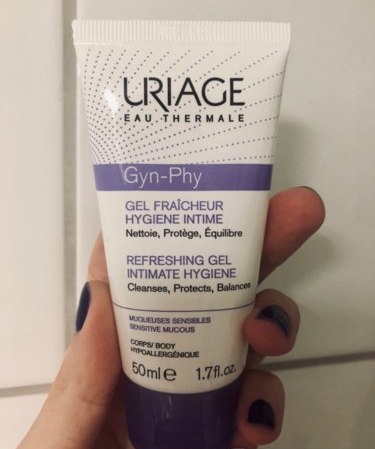 URIAGE
EAU THERMALE
Gyn-Phy
GEL FRAÎCHEUR
HYGIENE INTIME
Nettoie, Protège, Équilibre
REFRESHING GEL
INTIMATE HYGIENE
Cleanses, Protects, Balances
MUQUEUSES SENSIBLES
SENSITIVE MUCOUS
CORPS/ BODY
HYPOALLERGÉNIQUE
50ml e 1.7fl.oz.